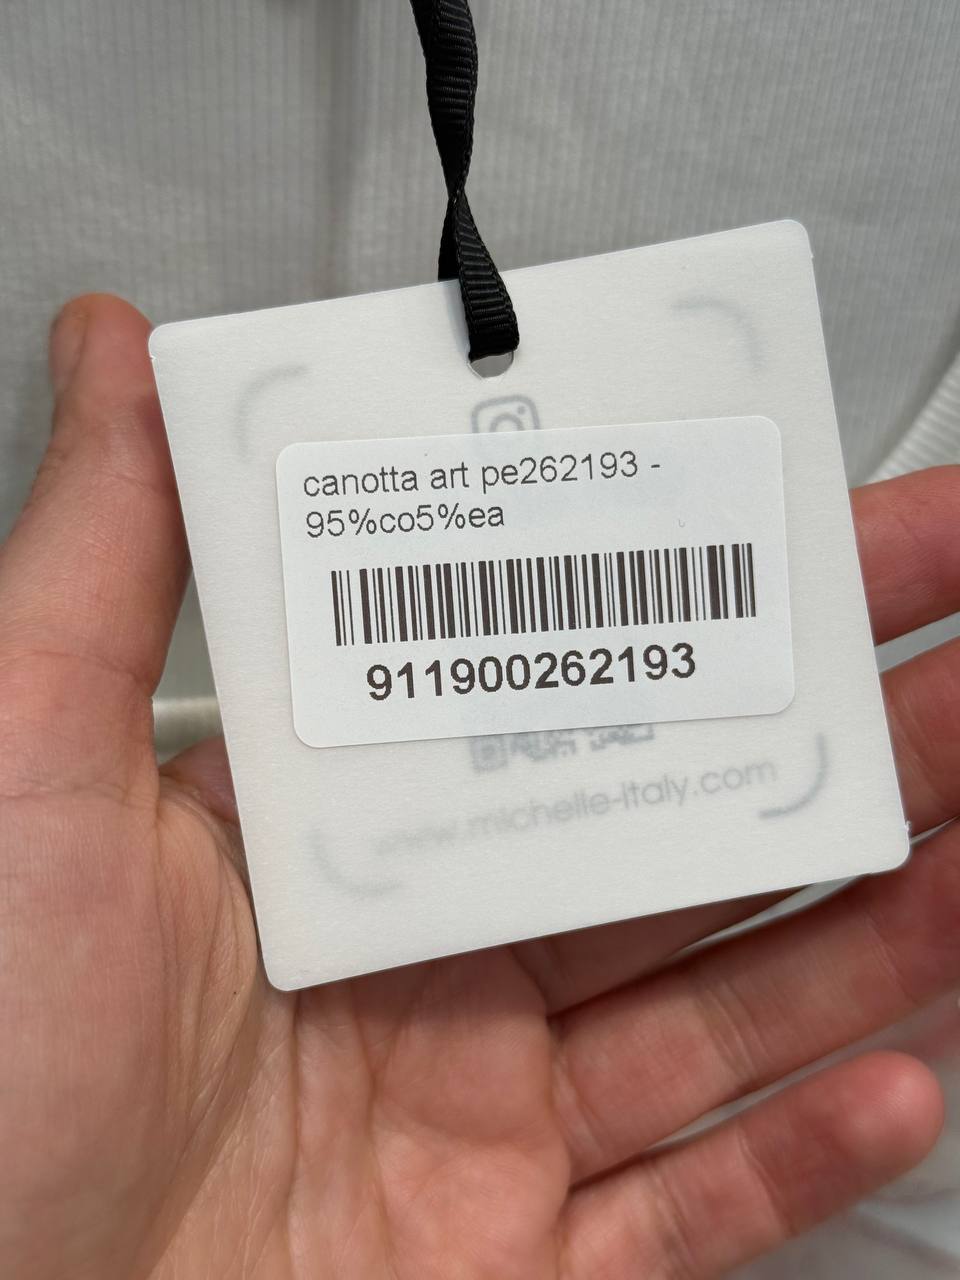 canotta art pe262193 -
95%co5%ea
911900262193
www.michelle-italy.com